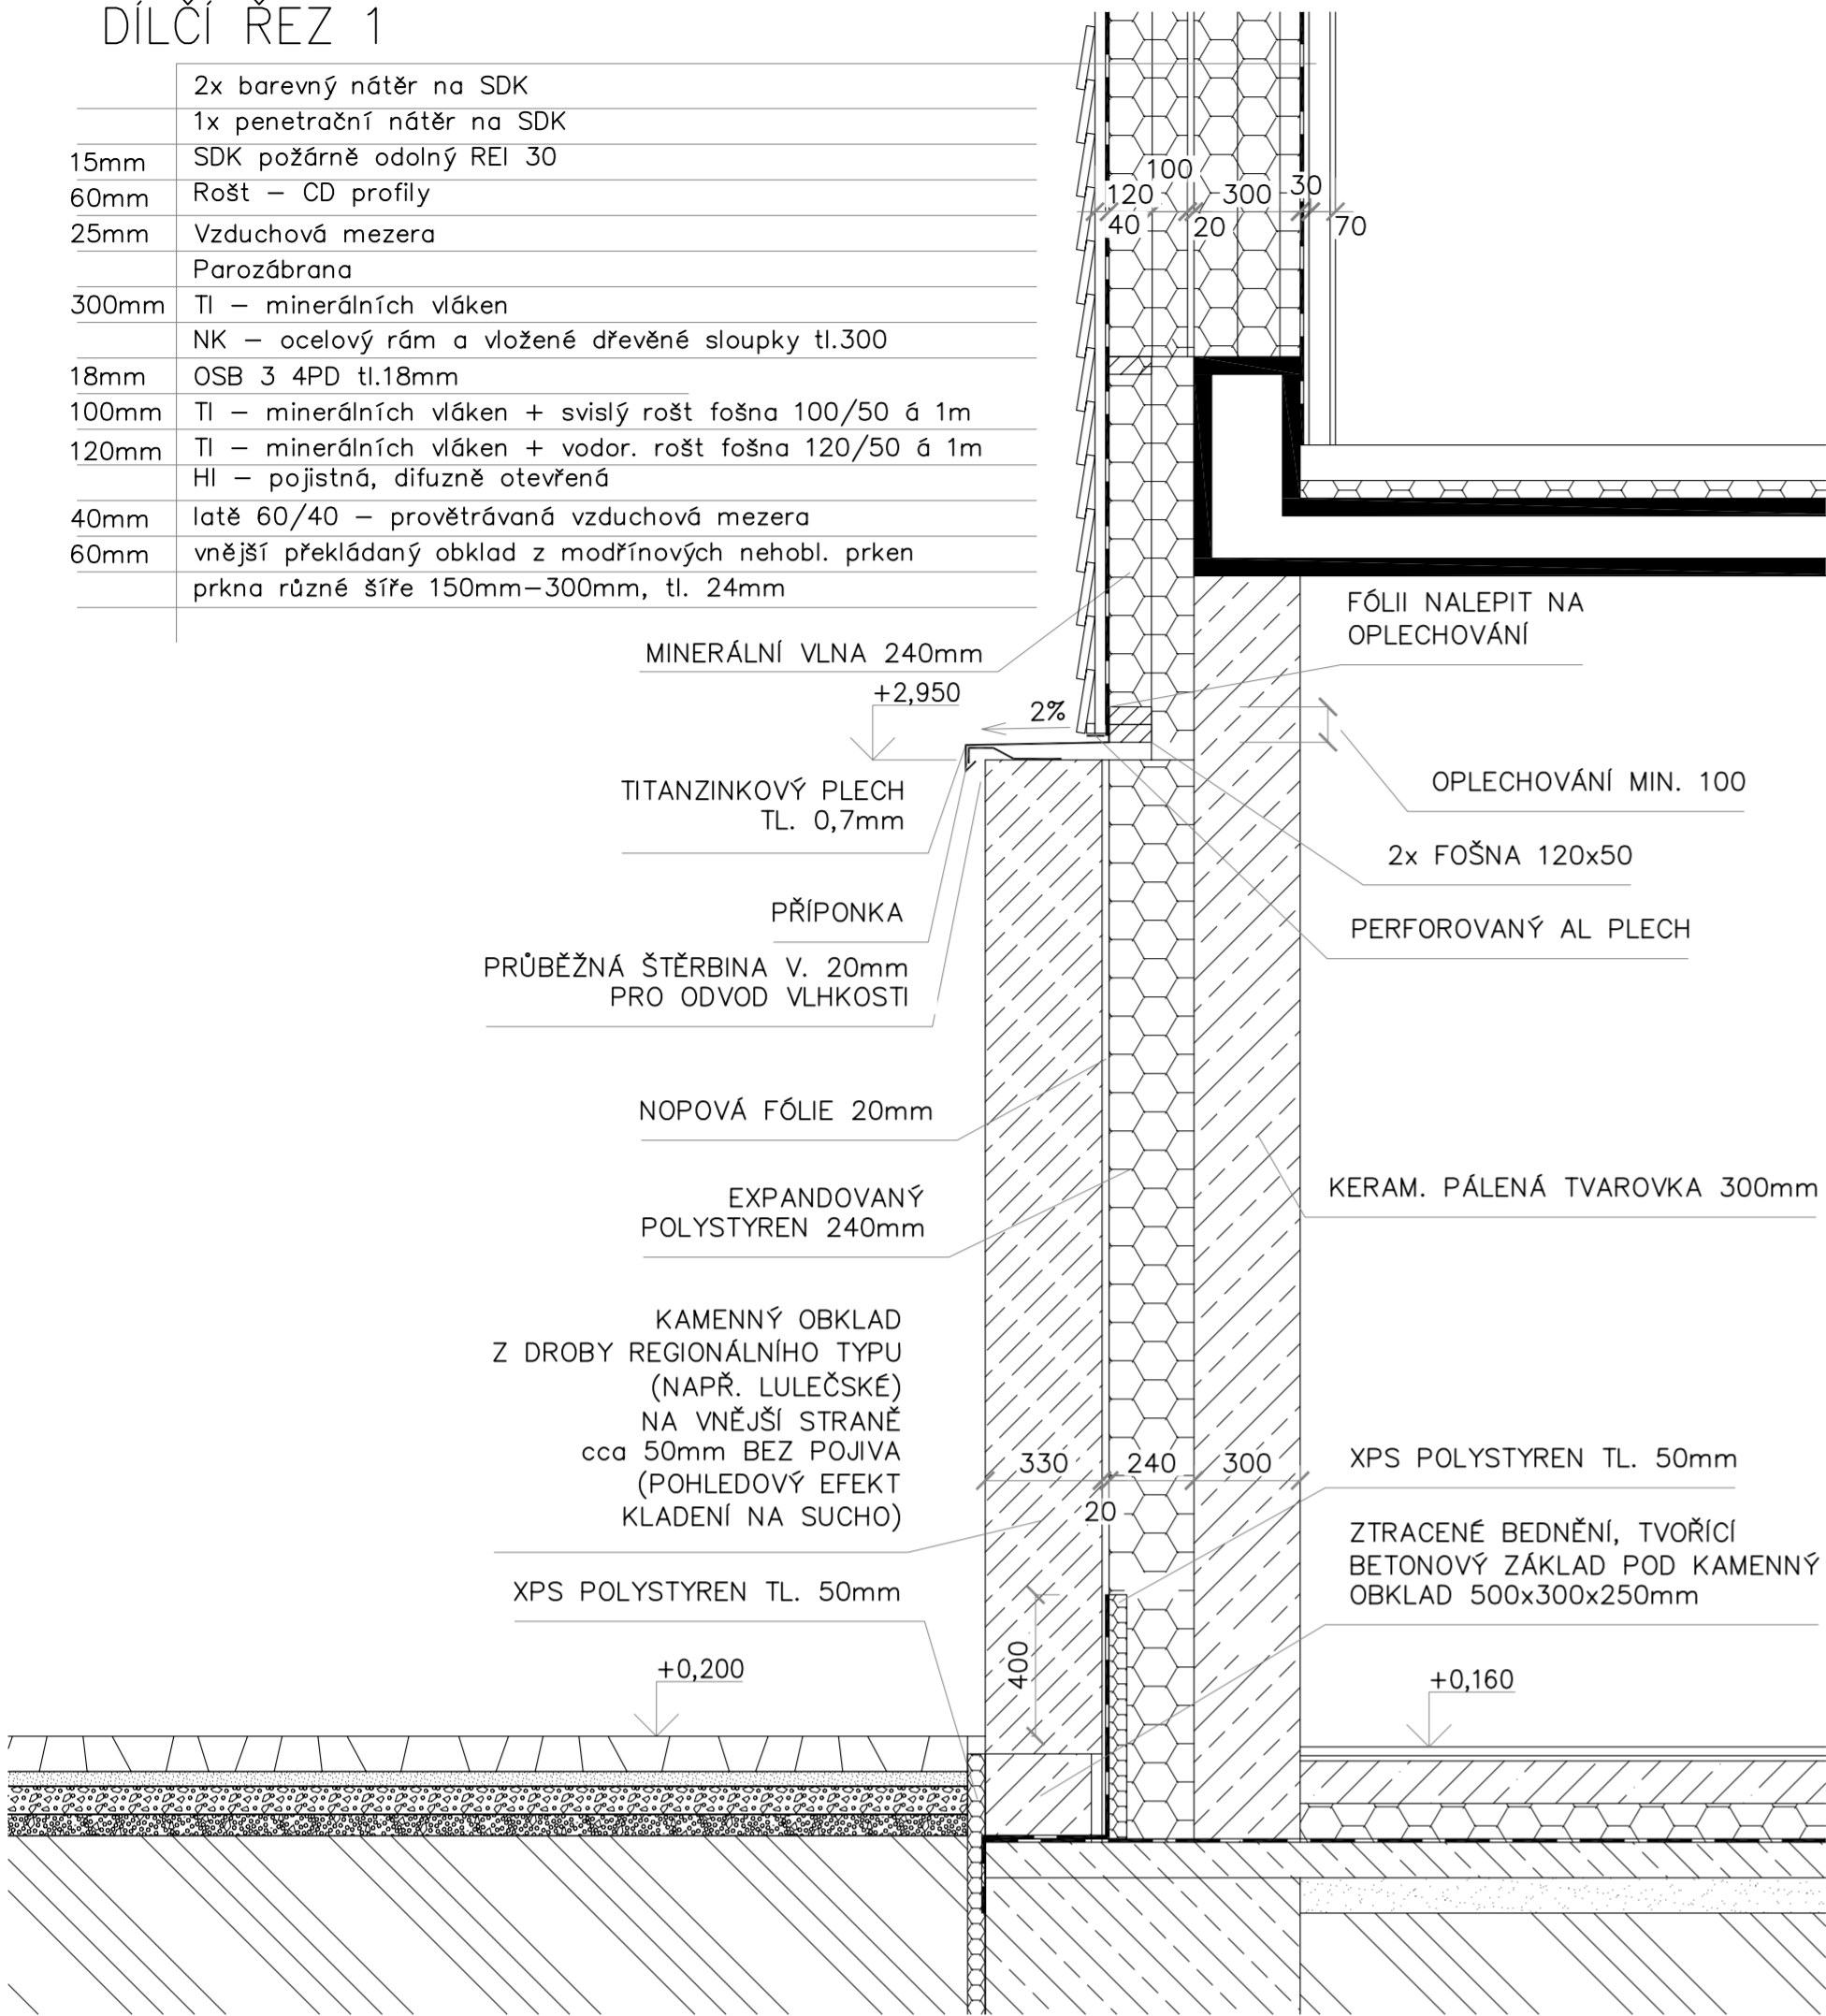 DÍLČÍ ŘEZ 1
2x barevný nátěr na SDK
1x penetrační nátěr na SDK
15mm SDK požárně odolný REI 30
60mm Rošt – CD profily
25mm Vzduchová mezera
Parozábrana
300mm TI – minerálních vláken
NK – ocelový rám a vložené dřevěné sloupky tl.300
18mm OSB 3 4PD tl.18mm
100mm TI – minerálních vláken + svislý rošt fošna 100/50 á 1m
120mm TI – minerálních vláken + vodor. rošt fošna 120/50 á 1m
HI – pojistná, difuzně otevřená
40mm latě 60/40 – provětrávaná vzduchová mezera
60mm vnější překládaný obklad z modřínových nehobl. prken
prkna různé šíře 150mm–300mm, tl. 24mm
100
120 300 30
40 20 70
MINERÁLNÍ VLNA 240mm
+2,950
2%
FÓLII NALEPIT NA
OPLECHOVÁNÍ
TITANZINKOVÝ PLECH
TL. 0,7mm
OPLECHOVÁNÍ MIN. 100
2x FOŠNA 120x50
PŘÍPONKA
PERFOROVANÝ AL PLECH
PRŮBĚŽNÁ ŠTĚRBINA V. 20mm
PRO ODVOD VLHKOSTI
NOPOVÁ FÓLIE 20mm
EXPANDOVANÝ
POLYSTYREN 240mm
KERAM. PÁLENÁ TVAROVKA 300mm
KAMENNÝ OBKLAD
Z DROBY REGIONÁLNÍHO TYPU
(NAPŘ. LULEČSKÉ)
NA VNĚJŠÍ STRANĚ
cca 50mm BEZ POJIVA
(POHLEDOVÝ EFEKT
KLADENÍ NA SUCHO)
330 240 300
20
XPS POLYSTYREN TL. 50mm
ZTRACENÉ BEDNĚNÍ, TVOŘÍCÍ
BETONOVÝ ZÁKLAD POD KAMENNÝ
OBKLAD 500x300x250mm
XPS POLYSTYREN TL. 50mm
400
+0,200
+0,160